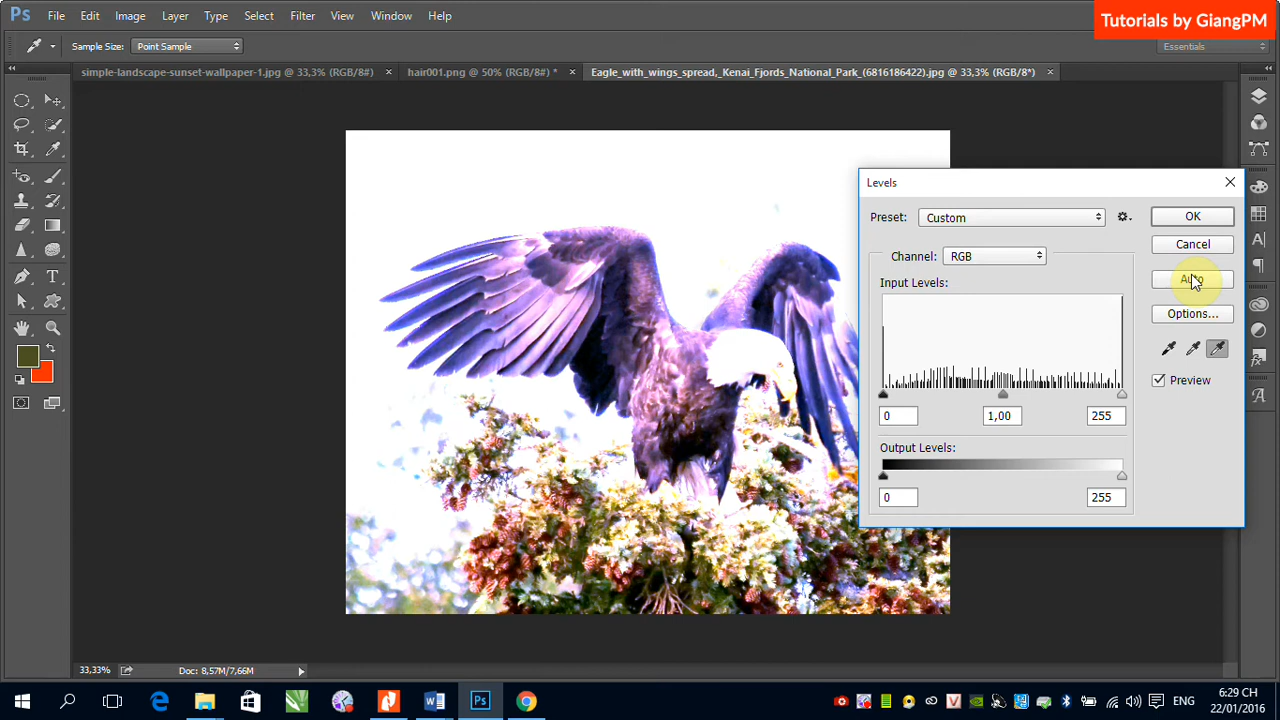 Ps File Edit Image Layer Type Select Filter View Window Help
Tutorials by GiangPM
Sample Size: Point Sample
Essentials
simple-landscape-sunset-wallpaper-1.jpg @ 33,3% (RGB/8#) × hair001.png @ 50% (RGB/8#) * × Eagle_with_wings_spread,_Kenai_Fjords_National_Park_(6816186422).jpg @ 33,3% (RGB/8*) ×
Levels
Preset: Custom
OK
Cancel
Channel: RGB
Auto
Input Levels:
Options...
Preview
0 1,00 255
Output Levels:
0 255
33,33% Doc: 8,57M/7,66M
ENG
6:29 CH
22/01/2016